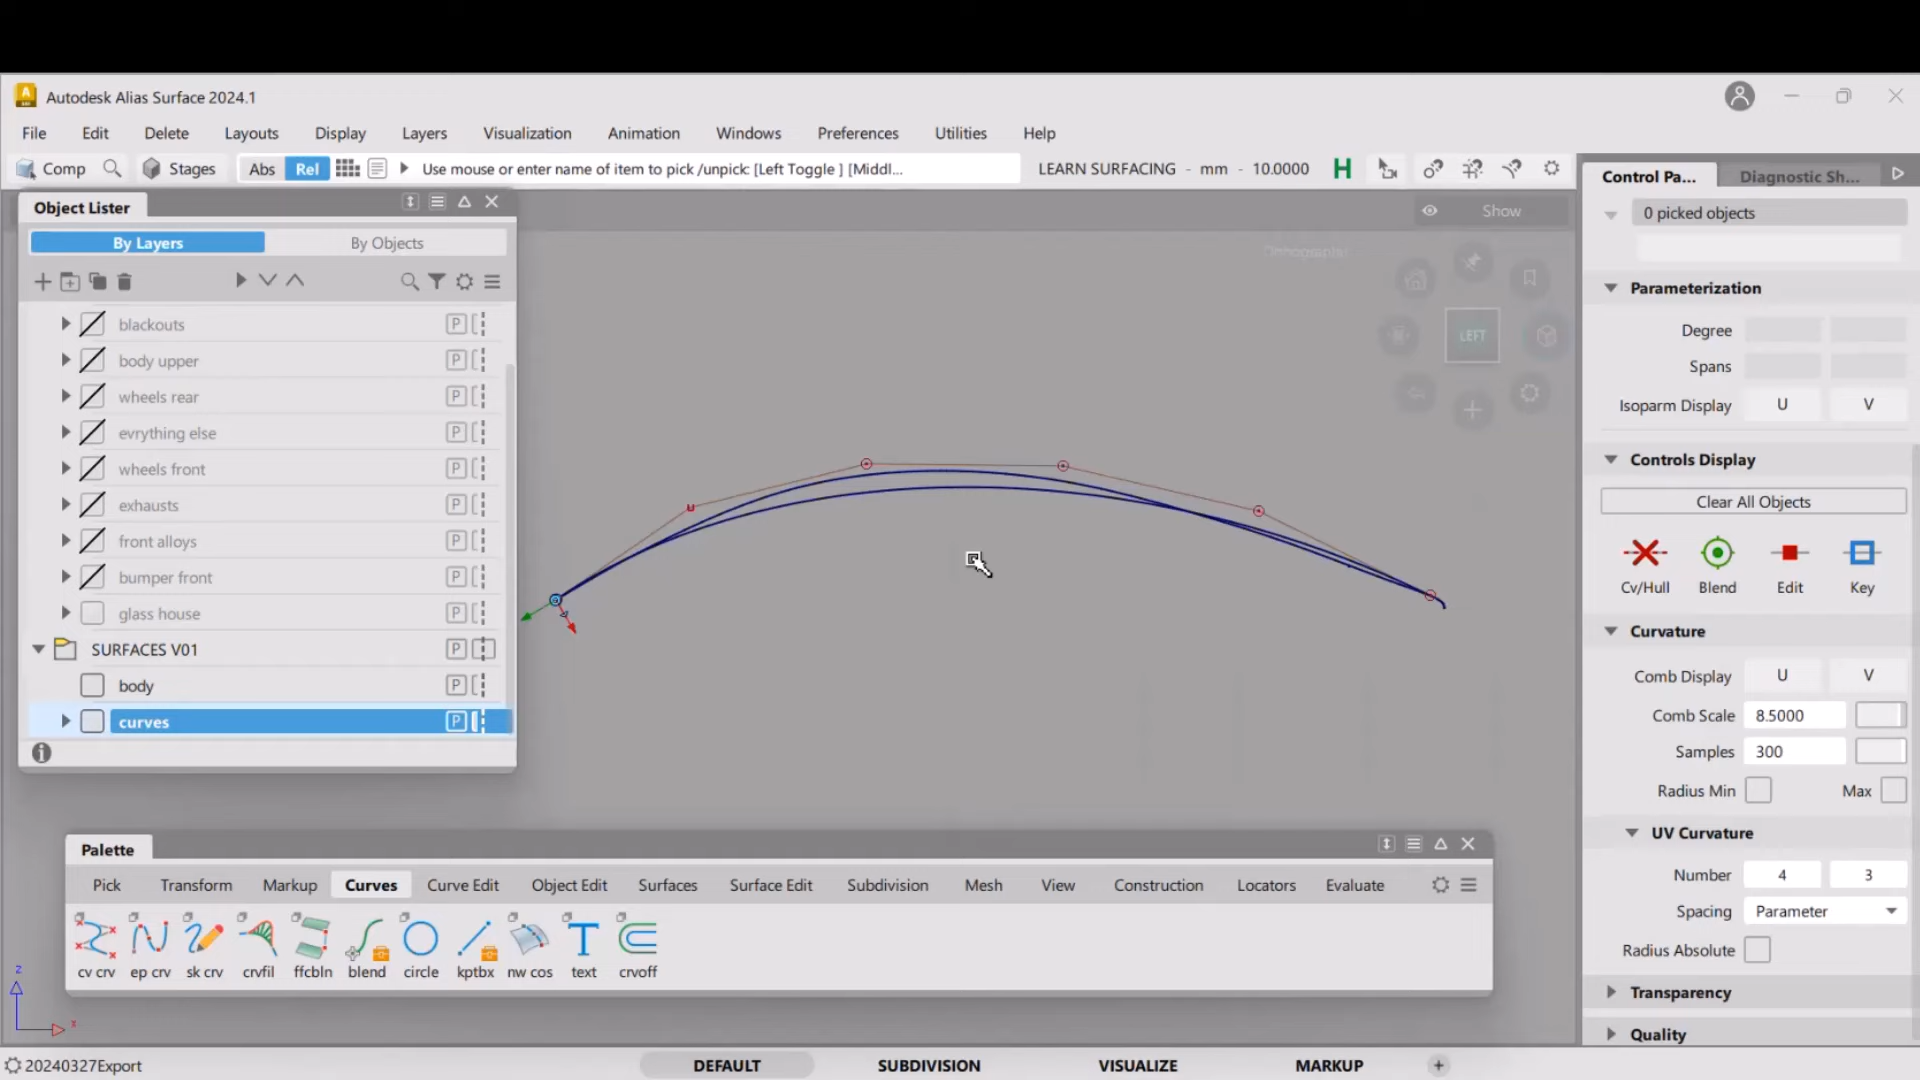 Autodesk Alias Surface 2024.1
File Edit Delete Layouts Display Layers Visualization Animation Windows Preferences Utilities Help
Comp Stages Abs Rel Use mouse or enter name of item to pick /unpick: [Left Toggle ] [Middl... LEARN SURFACING - mm - 10.0000 H
Control Pa... Diagnostic Sh...
Object Lister
Show
0 picked objects
By Layers By Objects
LEFT
blackouts P
body upper P
wheels rear P
evrything else P
wheels front P
exhausts P
front alloys P
bumper front P
glass house P
SURFACES V01 P
body P
curves P
Parameterization
Degree
Spans
Isoparm Display U V
Controls Display
Clear All Objects
Cv/Hull Blend Edit Key
Curvature
Comb Display U V
Comb Scale 8.5000
Samples 300
Radius Min Max
UV Curvature
Number 4 3
Spacing Parameter
Radius Absolute
Transparency
Quality
Palette
Pick Transform Markup Curves Curve Edit Object Edit Surfaces Surface Edit Subdivision Mesh View Construction Locators Evaluate
cv crv ep crv sk crv crvfil ffcbln blend circle kptbx nw cos text crvoff
z
x
20240327Export DEFAULT SUBDIVISION VISUALIZE MARKUP +